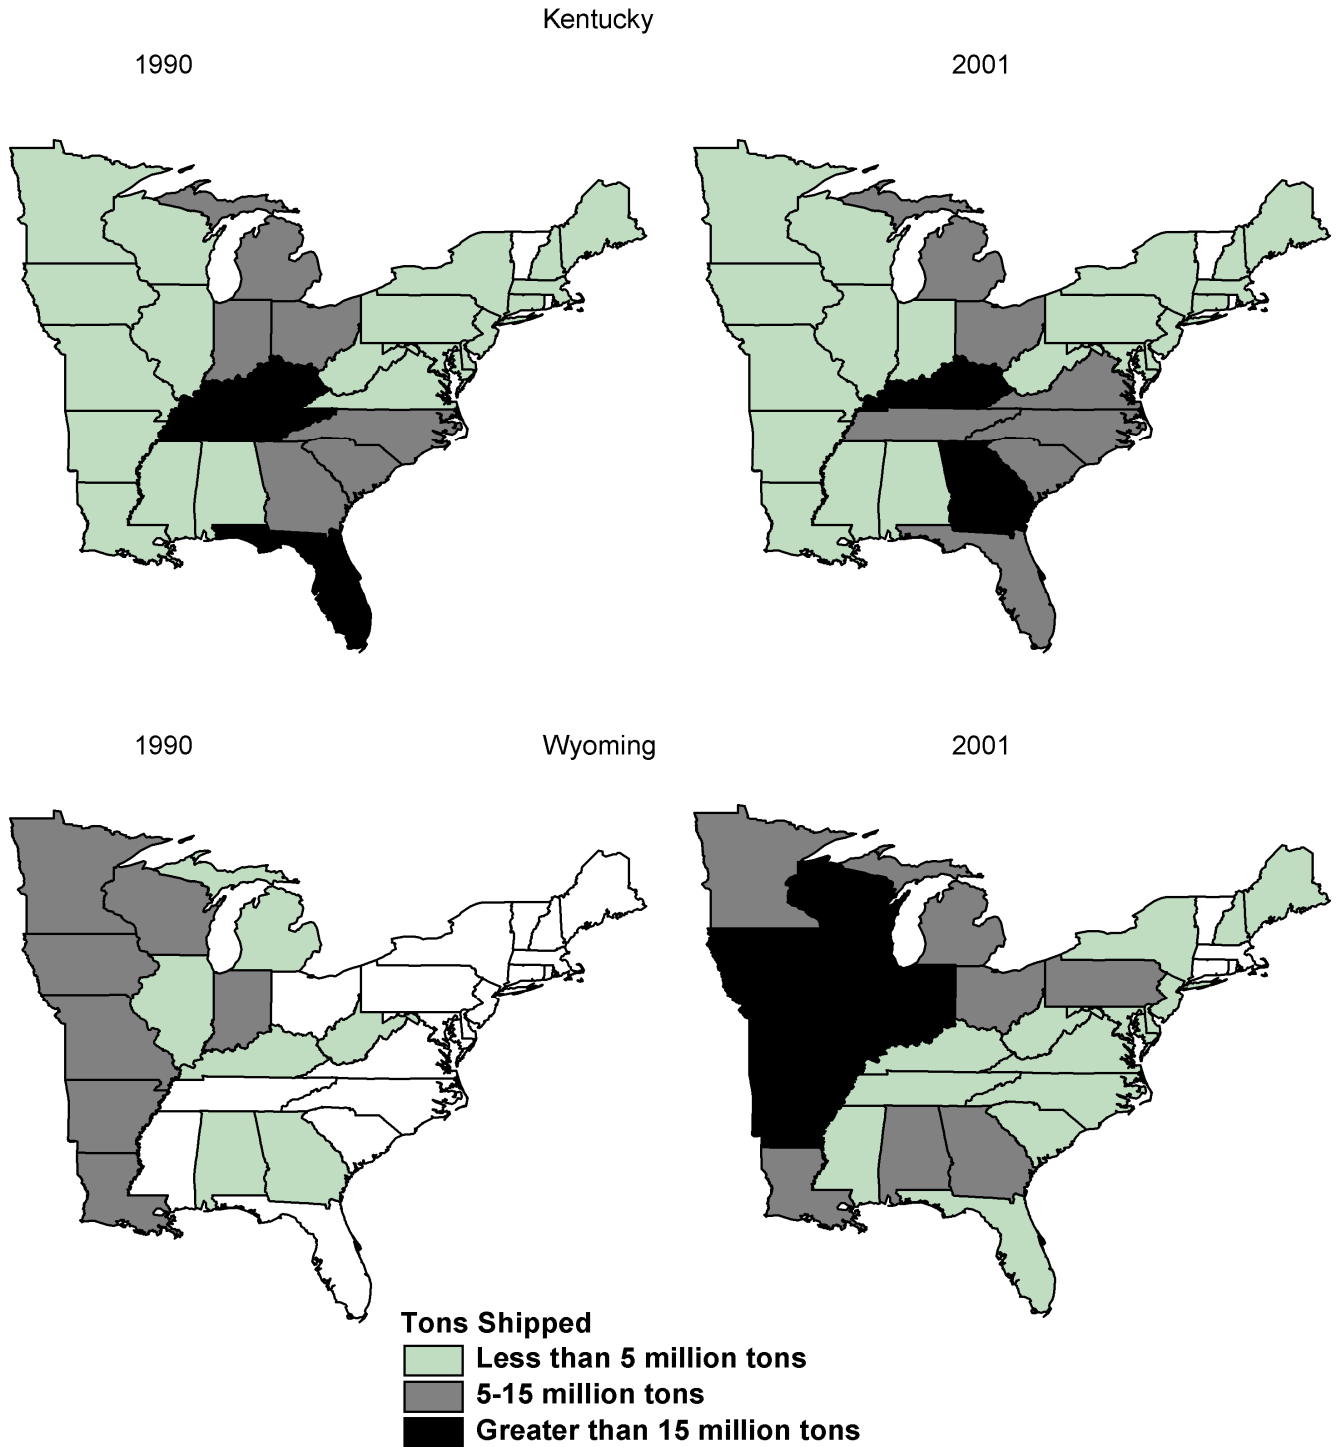 Kentucky
1990
2001
1990
Wyoming
2001
Tons Shipped
Less than 5 million tons
5-15 million tons
Greater than 15 million tons